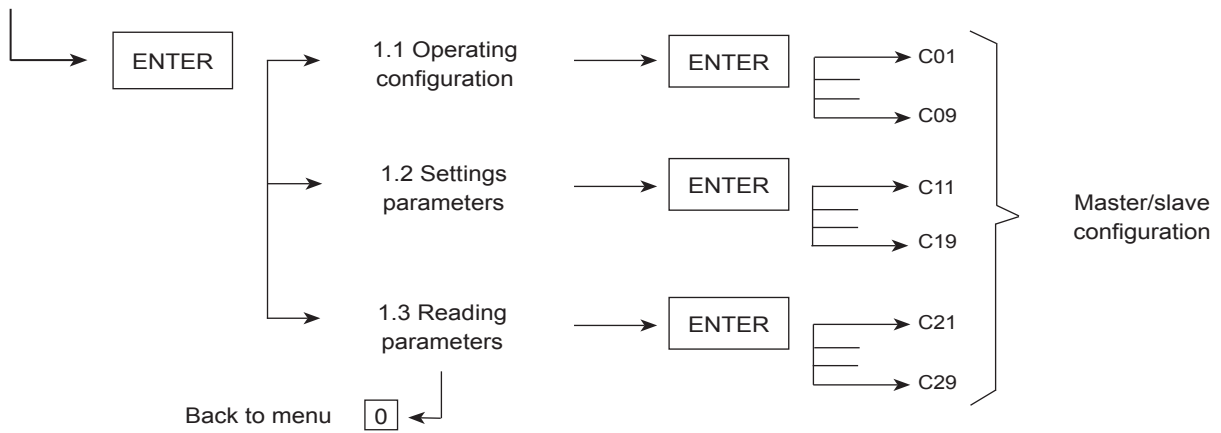 ENTER
1.1 Operating
configuration
ENTER
C01
C09
1.2 Settings
parameters
ENTER
C11
C19
Master/slave
configuration
1.3 Reading
parameters
ENTER
C21
C29
Back to menu 0